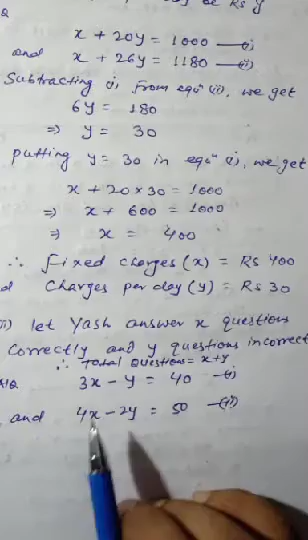 be Rs y
x + 20y = 1000 —(i)
and x + 26y = 1180 —(ii)
Subtracting (i) from eqⁿ (ii), we get
6y = 180
⇒ y = 30
putting y = 30 in eqⁿ (i), we get
x + 20 × 30 = 1000
⇒ x + 600 = 1000
⇒ x = 400
∴ Fixed charges (x) = Rs 400
d Charges per day (y) = Rs 30
let Yash answer x questions
Correctly and y questions incorrect
∴ Total questions = x+y
3x - y = 40 —(i)
and 4x - 2y = 50 —(ii)